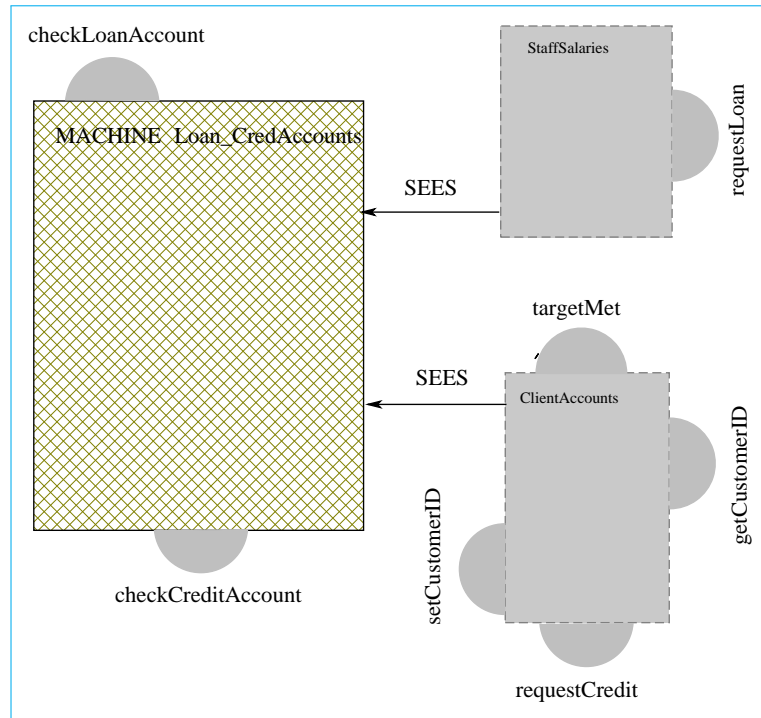 checkLoanAccount
StaffSalaries
MACHINE Loan_CredAccounts
requestLoan
SEES
targetMet
SEES
ClientAccounts
getCustomerID
setCustomerID
checkCreditAccount
requestCredit